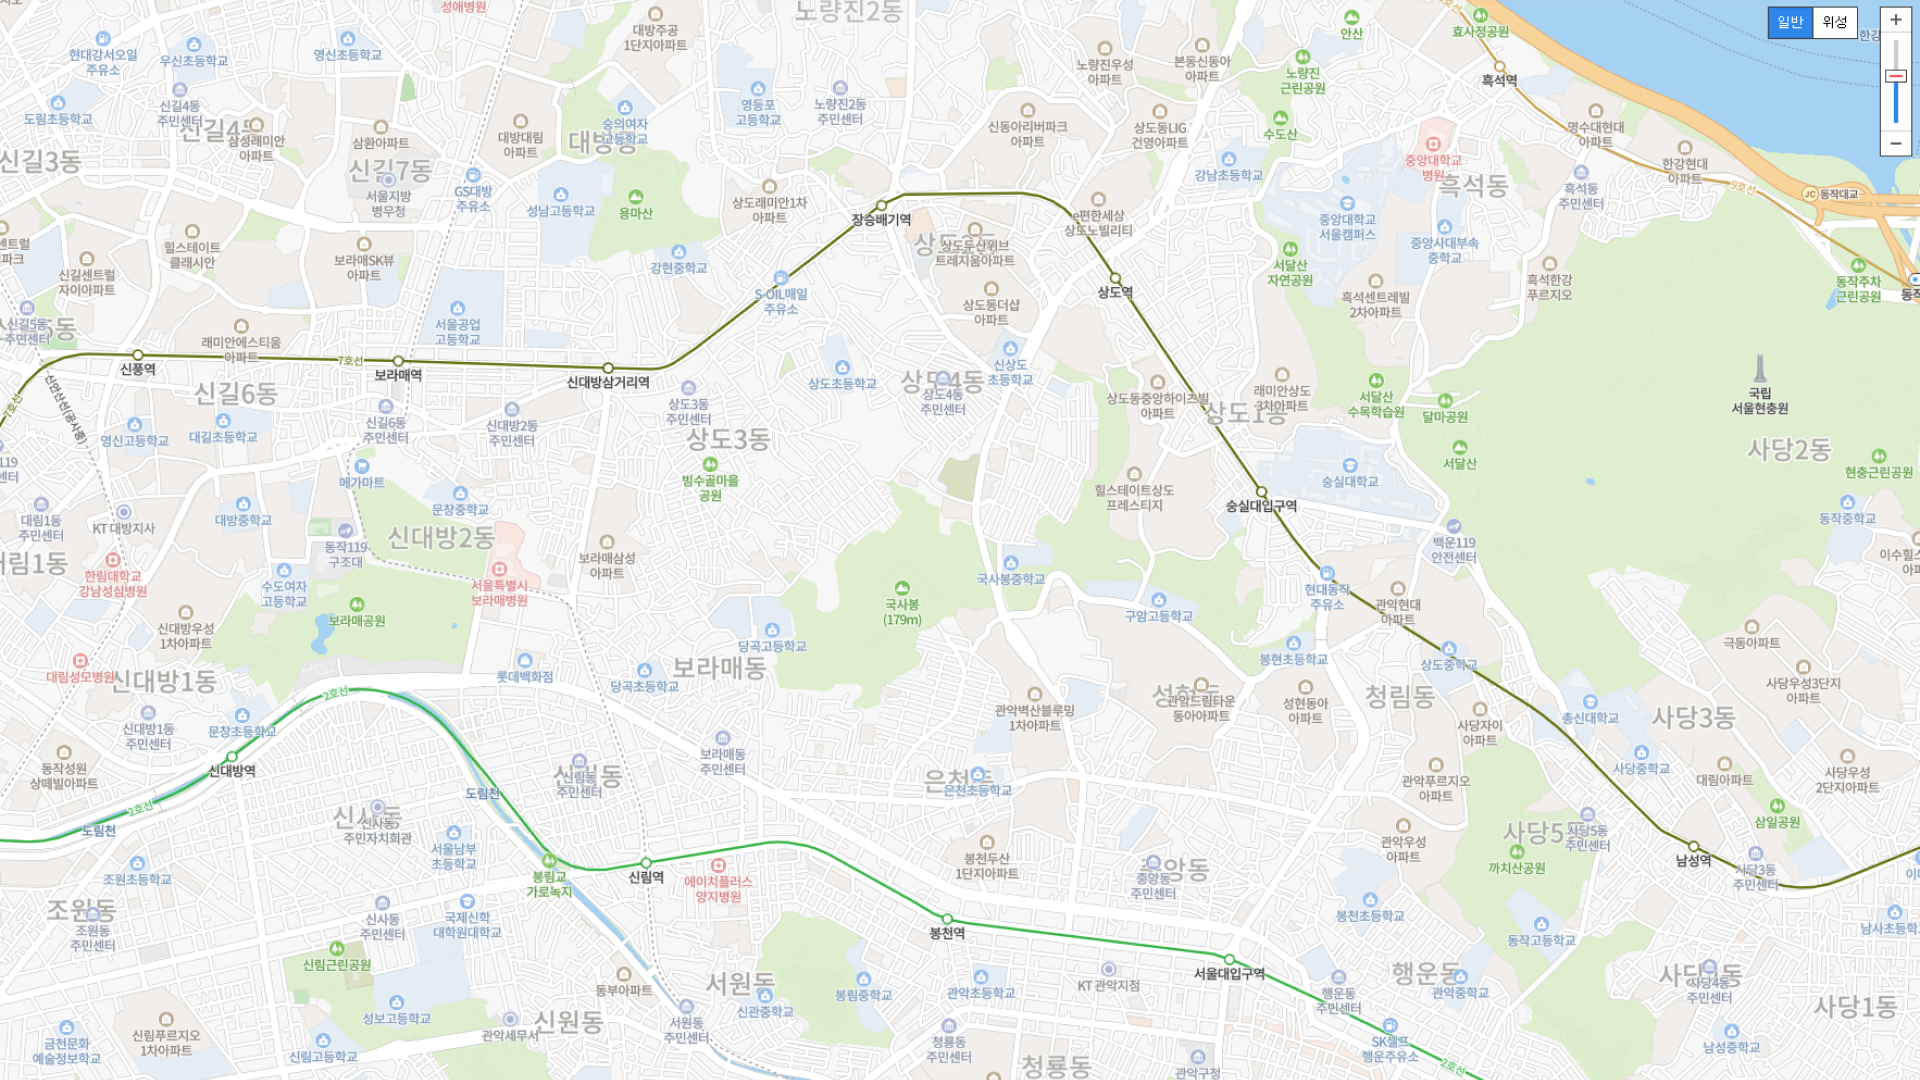 성애병원
노량진2동
대방주공
1단지아파트
안산
효사정공원
일반
위성
현대강서오일
주유소
우신초등학교
영신초등학교
노량진우성
아파트
본동신동아
아파트
노량진
근린공원
흑석역
도림초등학교
신길4동
주민센터
신길3동
삼성래미안
아파트
삼환아파트
신길7동
서울지방
병무청
대방대림
아파트
숭의여자
고등학교
영등포
고등학교
노량진2동
주민센터
신동아리버파크
아파트
상도동LIG
건영아파트
수도산
강남초등학교
중앙대학교
병원
흑석동
명수대현대
아파트
한강현대
아파트
9호선
JC 동작대교
흑석동
주민센터
GS대방
주유소
성남고등학교
용마산
상도래미안1차
아파트
장승배기역
e편한세상
상도노빌리티
중앙대학교
서울캠퍼스
중앙사대부속
중학교
힐스테이트
클래시안
보라매SK뷰
아파트
신길센트럴
자이아파트
강현중학교
상도두산위브
트레지움아파트
서달산
자연공원
흑석한강
푸르지오
동작주차
근린공원
S-OIL매일
주유소
상도동더샵
아파트
상도역
흑석센트레빌
2차아파트
신길5동
주민센터
서울공업
고등학교
래미안에스티움
아파트
7호선
신풍역
보라매역
신대방삼거리역
신안산선(공사중)
7호선
신길6동
상도초등학교
상도4동
주민센터
신상도
초등학교
상도동중앙하이츠빌
아파트
래미안상도
3차아파트
상도1동
서달산
수목학습원
달마공원
국립
서울현충원
사당2동
영신고등학교
대길초등학교
신길6동
주민센터
신대방2동
주민센터
상도3동
주민센터
상도3동
빙수골마을
공원
서달산
현충근린공원
메가마트
문창중학교
힐스테이트상도
프레스티지
숭실대학교
숭실대입구역
대림1동
주민센터
KT 대방지사
대방중학교
신대방2동
동작119
구조대
보라매삼성
아파트
백운119
안전센터
동작중학교
한림대학교
강남성심병원
수도여자
고등학교
서울특별시
보라매병원
국사봉중학교
현대동작
주유소
관악현대
아파트
신대방우성
1차아파트
보라매공원
국사봉
(179m)
구암고등학교
극동아파트
당곡고등학교
봉현초등학교
상도중학교
대림성모병원
신대방1동
롯데백화점
당곡초등학교
보라매동
관악드림타운
동아아파트
성현동아
아파트
청림동
사당우성3단지
아파트
2호선
신대방1동
주민센터
문창초등학교
관악벽산블루밍
1차아파트
사당자이
아파트
총신대학교
사당3동
동작성원
상떼빌아파트
신대방역
신림동
주민센터
보라매동
주민센터
은천초등학교
관악푸르지오
아파트
사당중학교
대림아파트
사당우성
2단지아파트
2호선
도림천
도림천
주민자치회관
서울남부
초등학교
관악우성
아파트
사당5동
사당5동
주민센터
삼일공원
조원초등학교
봉림교
가로녹지
신림역
에이치플러스
양지병원
봉천두산
1단지아파트
중앙동
주민센터
까치산공원
남성역
사당3동
주민센터
조원동
조원동
주민센터
신사동
주민센터
국제신학
대학원대학교
봉천역
봉천초등학교
동작고등학교
신림근린공원
서울대입구역
동부아파트
서원동
봉림중학교
관악초등학교
KT 관악지점
행운동
행운동
주민센터
관악중학교
사당4동
주민센터
사당1동
성보고등학교
신관중학교
신림푸르지오
1차아파트
관악세무서
신원동
서원동
주민센터
청룡동
주민센터
금천문화
예술정보학교
신림고등학교
SK셀프
행운주유소
남성중학교
청룡동
관악구청
2호선